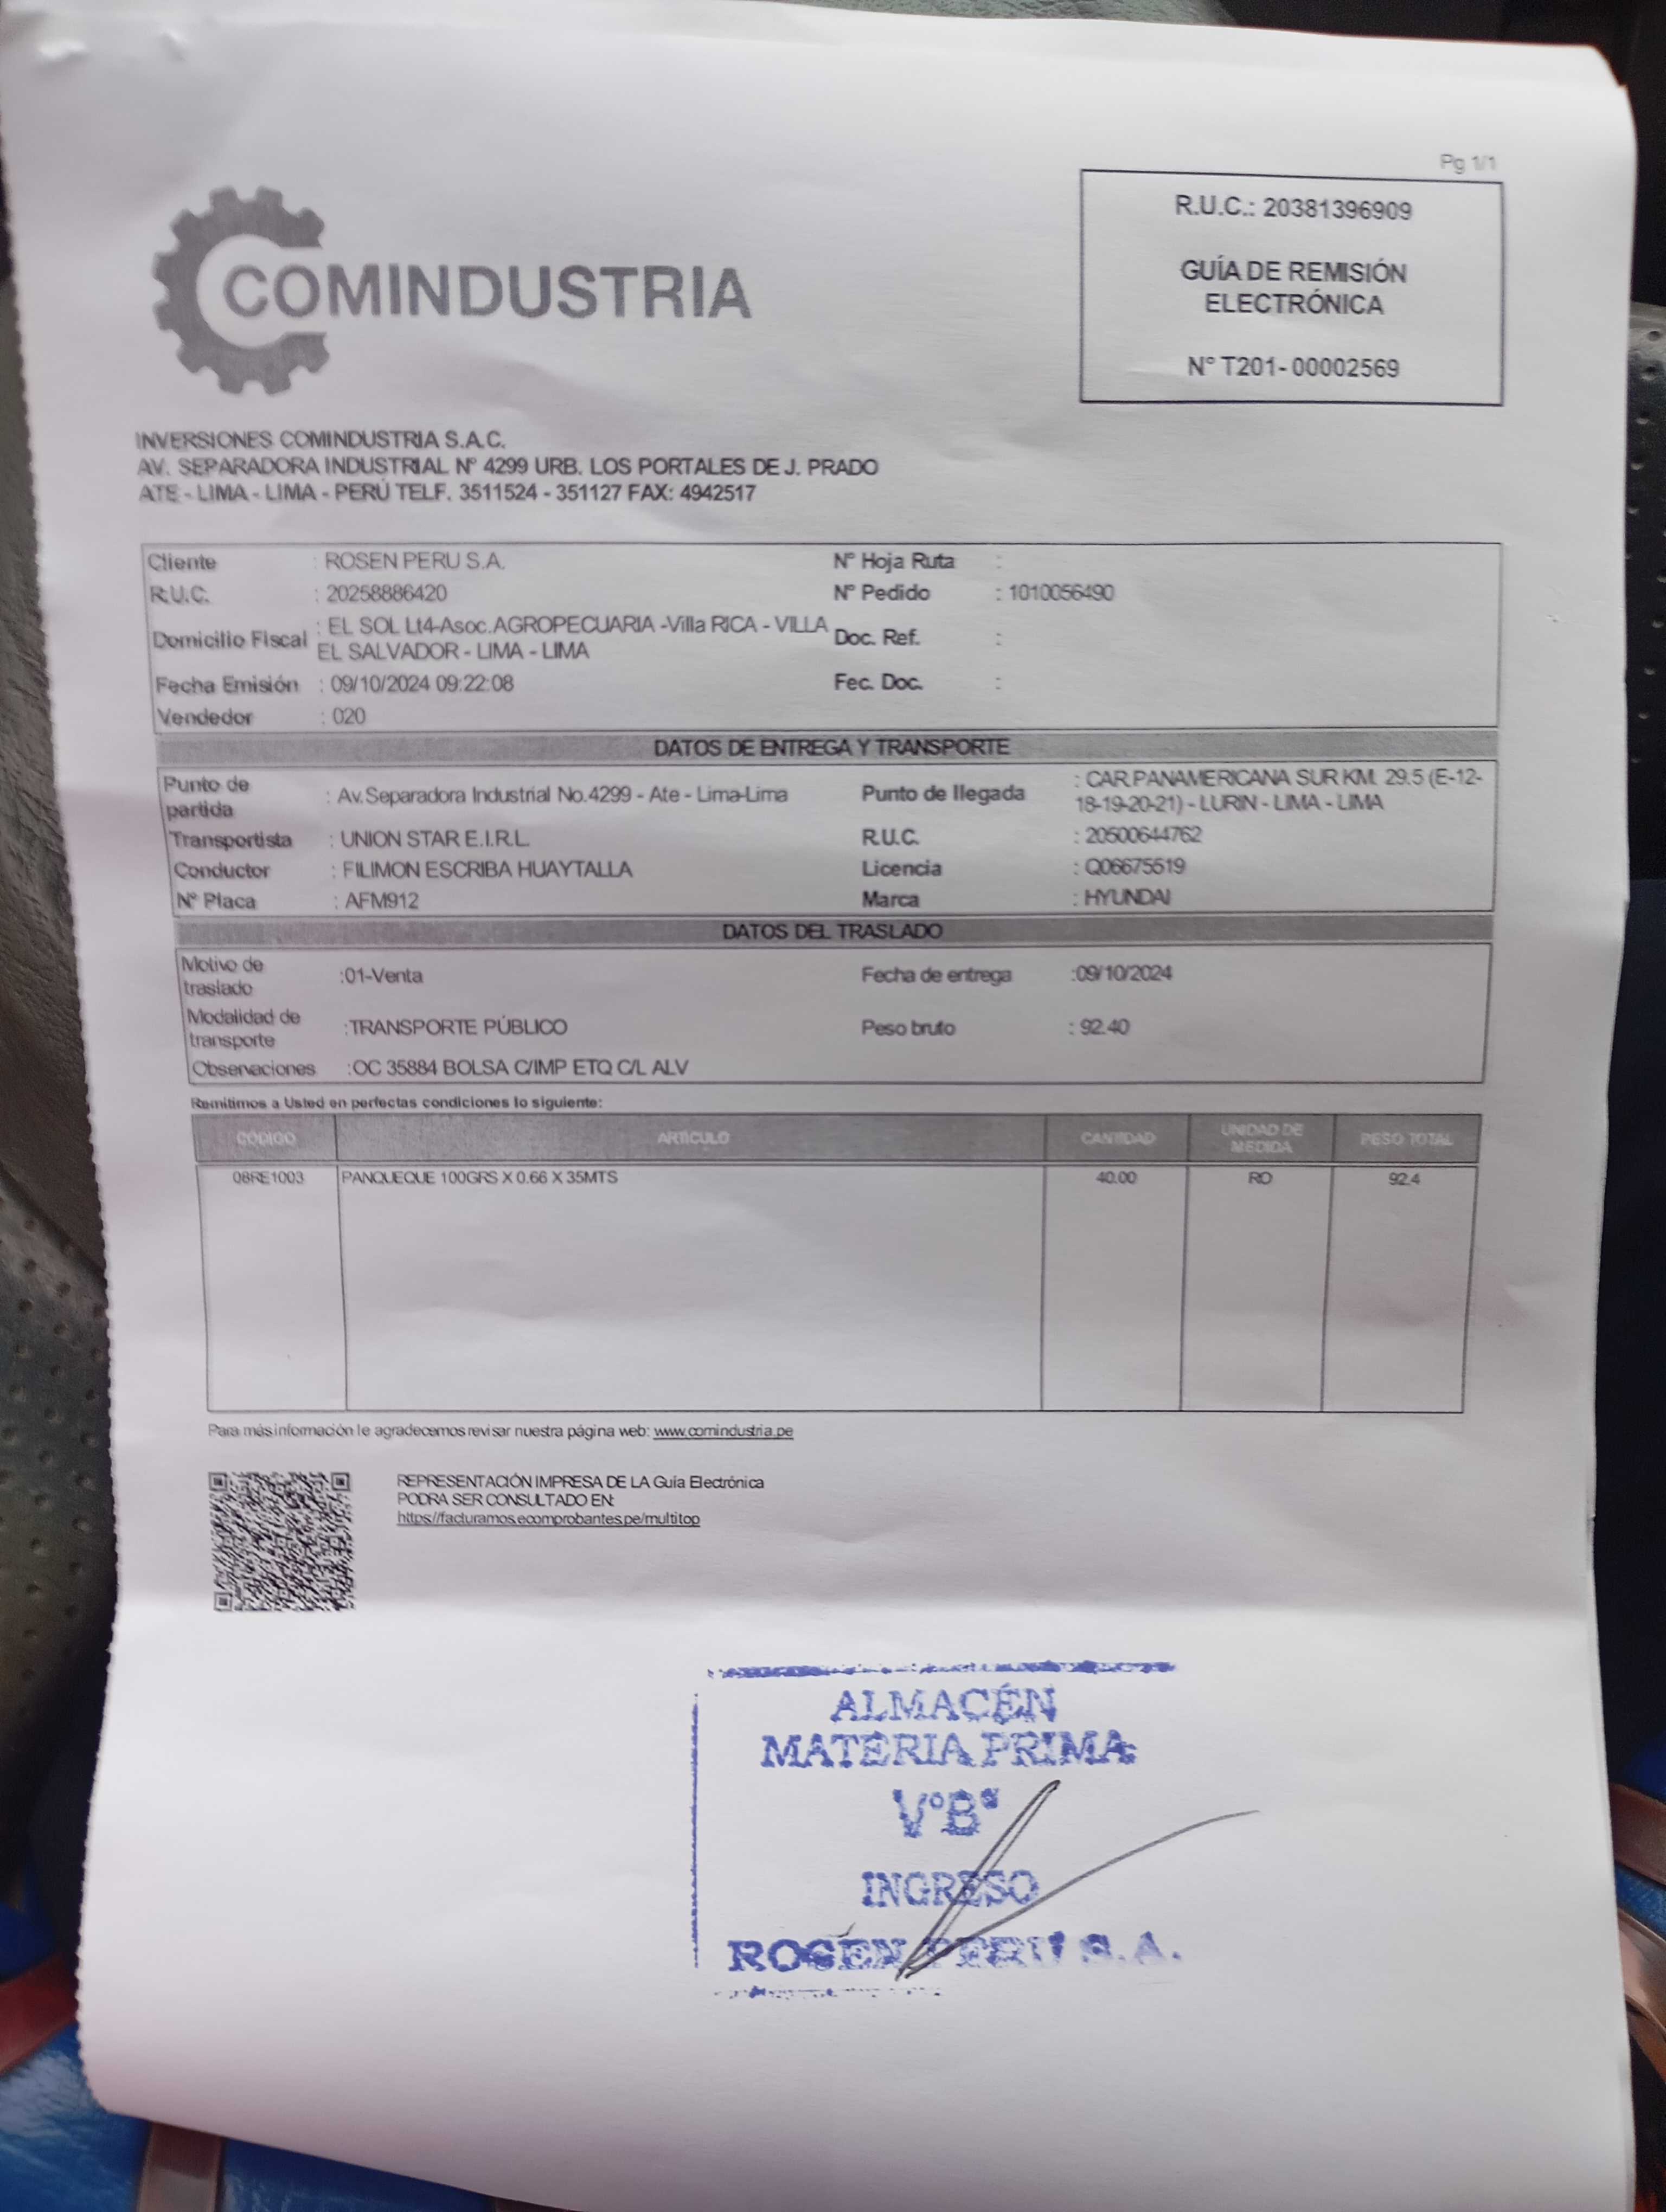 Pg 1/1
R.U.C.: 20381396909
GUÍA DE REMISIÓN
ELECTRÓNICA
N° T201- 00002569
COMINDUSTRIA
INVERSIONES COMINDUSTRIA S.A.C.
AV. SEPARADORA INDUSTRIAL N° 4299 URB. LOS PORTALES DE J. PRADO
ATE - LIMA - LIMA - PERÚ TELF. 3511524 - 351127 FAX: 4942517
Cliente : ROSEN PERU S.A. N° Hoja Ruta :
R.U.C. : 20258886420 N° Pedido : 1010056490
Domicilio Fiscal : EL SOL Lt4-Asoc.AGROPECUARIA -Villa RICA - VILLA Doc. Ref. :
EL SALVADOR - LIMA - LIMA
Fecha Emisión : 09/10/2024 09:22:08 Fec. Doc. :
Vendedor : 020
DATOS DE ENTREGA Y TRANSPORTE
Punto de partida : Av.Separadora Industrial No.4299 - Ate - Lima-Lima Punto de llegada : CAR.PANAMERICANA SUR KM. 29.5 (E-12-
18-19-20-21) - LURIN - LIMA - LIMA
Transportista : UNION STAR E.I.R.L. R.U.C. : 20500644762
Conductor : FILIMON ESCRIBA HUAYTALLA Licencia : Q06675519
N° Placa : AFM912 Marca : HYUNDAI
DATOS DEL TRASLADO
Motivo de traslado :01-Venta Fecha de entrega :09/10/2024
Modalidad de transporte :TRANSPORTE PÚBLICO Peso bruto : 92.40
Observaciones :OC 35884 BOLSA C/IMP ETQ C/L ALV
Remitimos a Usted en perfectas condiciones lo siguiente:
CÓDIGO ARTÍCULO CANTIDAD UNIDAD DE MEDIDA PESO TOTAL
08RE1003 PANQUEQUE 100GRS X 0.66 X 35MTS 40.00 RO 92.4
Para más información le agradecemos revisar nuestra página web: www.comindustria.pe
REPRESENTACIÓN IMPRESA DE LA Guía Electrónica
PODRA SER CONSULTADO EN:
https://facturamos.ecomprobantes.pe/multitop
ALMACÉN
MATERIA PRIMA
V°B°
INGRESO
ROSEN PERU S.A.